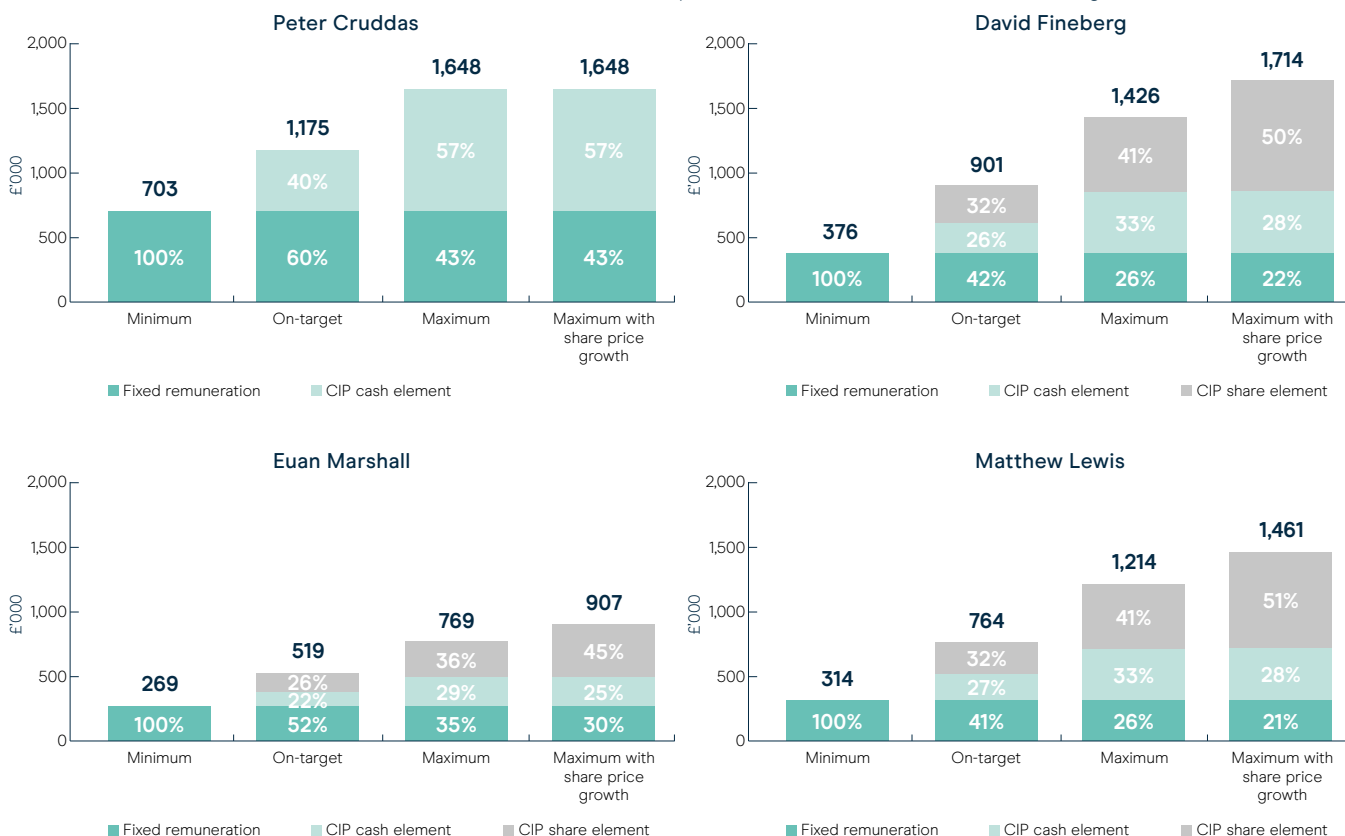 Peter Cruddas
2,000
1,500
1,000
500
0
£'000
703
1,175
1,648
1,648
57%
57%
40%
100%
60%
43%
43%
Minimum
On-target
Maximum
Maximum with
share price
growth
Fixed remuneration
CIP cash element
David Fineberg
2,000
1,500
1,000
500
0
£'000
376
901
1,426
1,714
50%
41%
32%
26%
33%
28%
100%
42%
26%
22%
Minimum
On-target
Maximum
Maximum with
share price
growth
Fixed remuneration
CIP cash element
CIP share element
Euan Marshall
2,000
1,500
1,000
500
0
£'000
269
519
769
907
26%
36%
45%
22%
29%
25%
100%
52%
35%
30%
Minimum
On-target
Maximum
Maximum with
share price
growth
Fixed remuneration
CIP cash element
CIP share element
Matthew Lewis
2,000
1,500
1,000
500
0
£'000
314
764
1,214
1,461
32%
41%
51%
27%
33%
28%
100%
41%
26%
21%
Minimum
On-target
Maximum
Maximum with
share price
growth
Fixed remuneration
CIP cash element
CIP share element